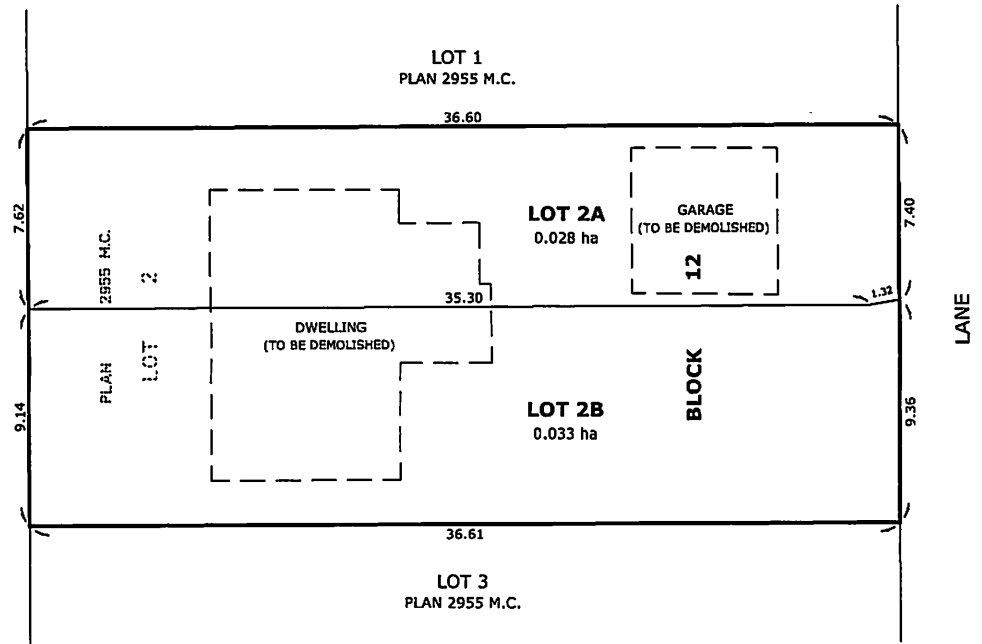 LOT 1
PLAN 2955 M.C.
36.60
7.62
7.40
LOT 2A
0.028 ha
GARAGE
(TO BE DEMOLISHED)
PLAN 2955 M.C.
LOT 2
BLOCK 12
35.30
1.32
DWELLING
(TO BE DEMOLISHED)
LANE
9.14
9.36
LOT 2B
0.033 ha
36.61
LOT 3
PLAN 2955 M.C.